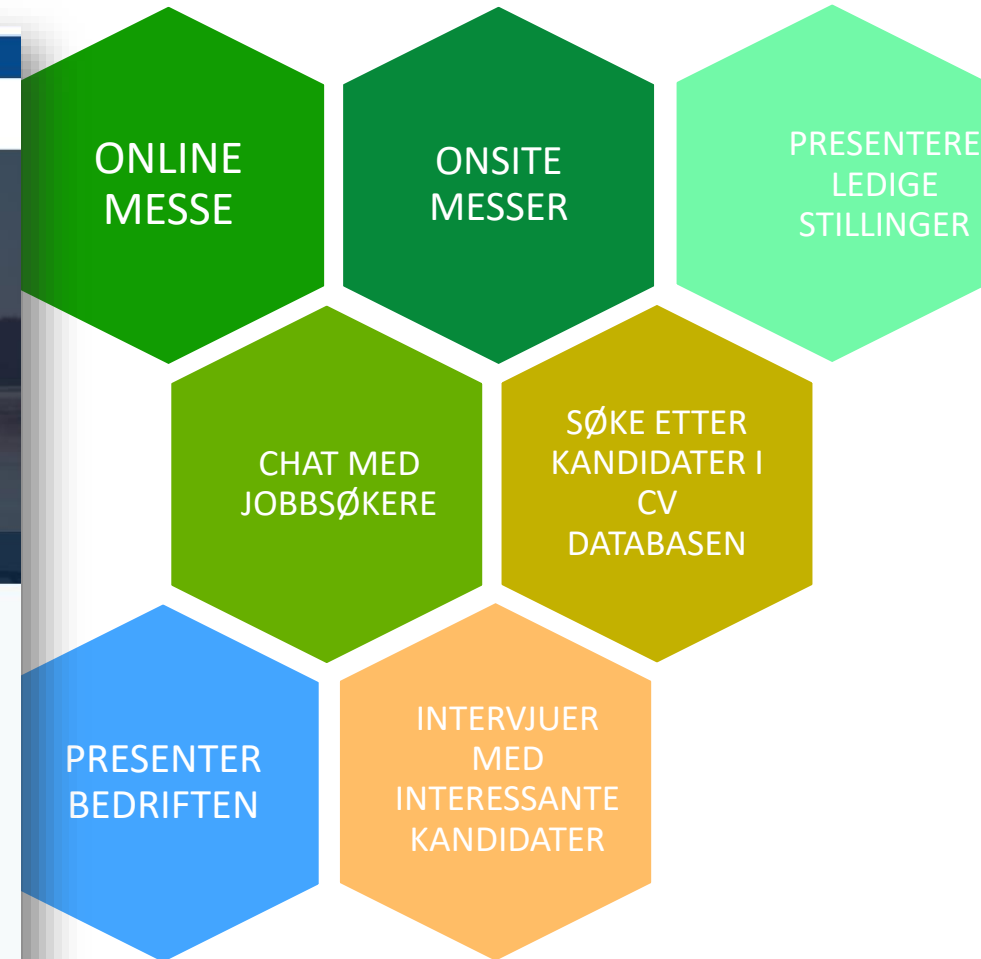 ONLINE
MESSE
ONSITE
MESSER
PRESENTERE
LEDIGE
STILLINGER
CHAT MED
JOBBSØKERE
SØKE ETTER
KANDIDATER I
CV
DATABASEN
PRESENTER
BEDRIFTEN
INTERVJUER
MED
INTERESSANTE
KANDIDATER